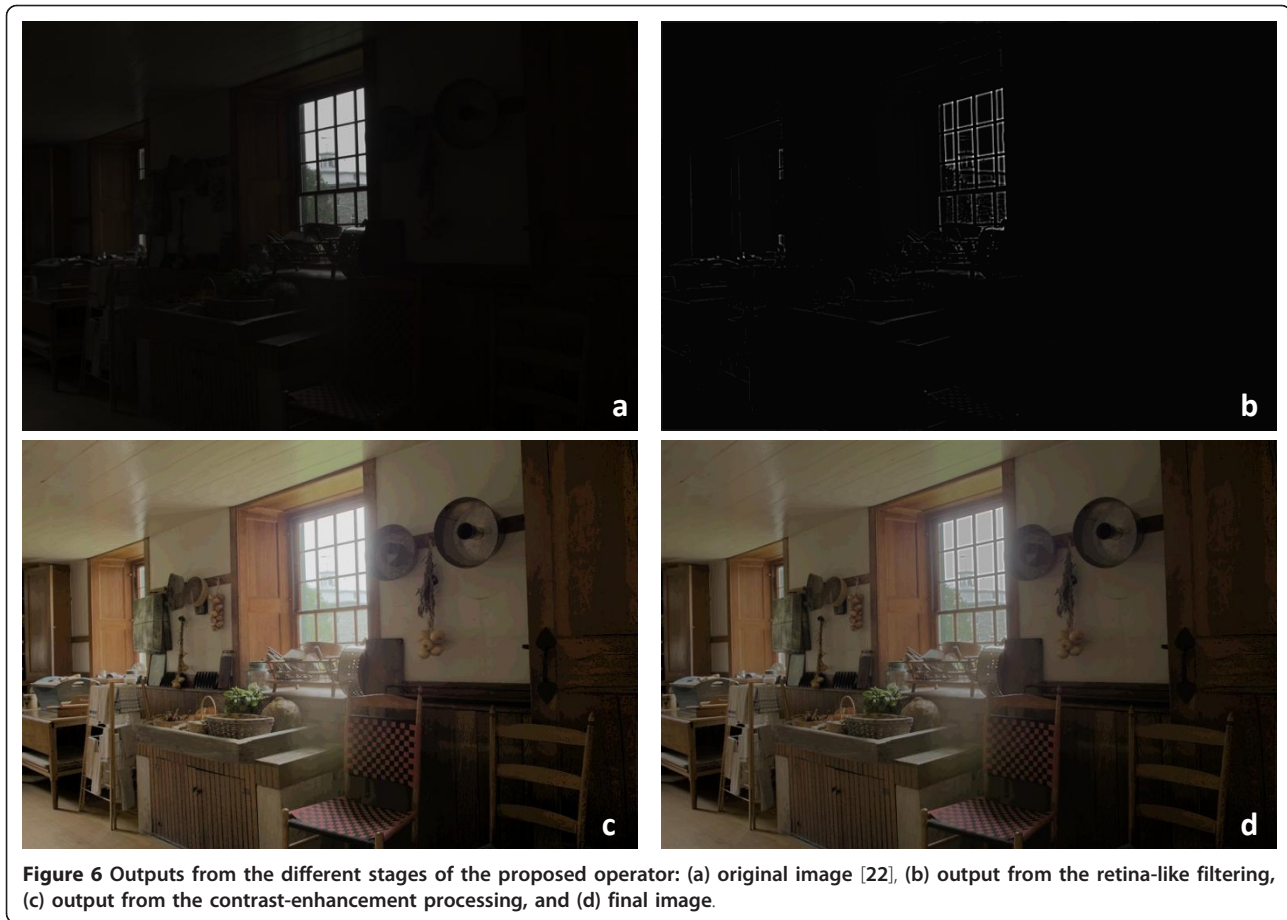 a
b
c
d
Figure 6 Outputs from the different stages of the proposed operator: (a) original image [22], (b) output from the retina-like filtering,
(c) output from the contrast-enhancement processing, and (d) final image.